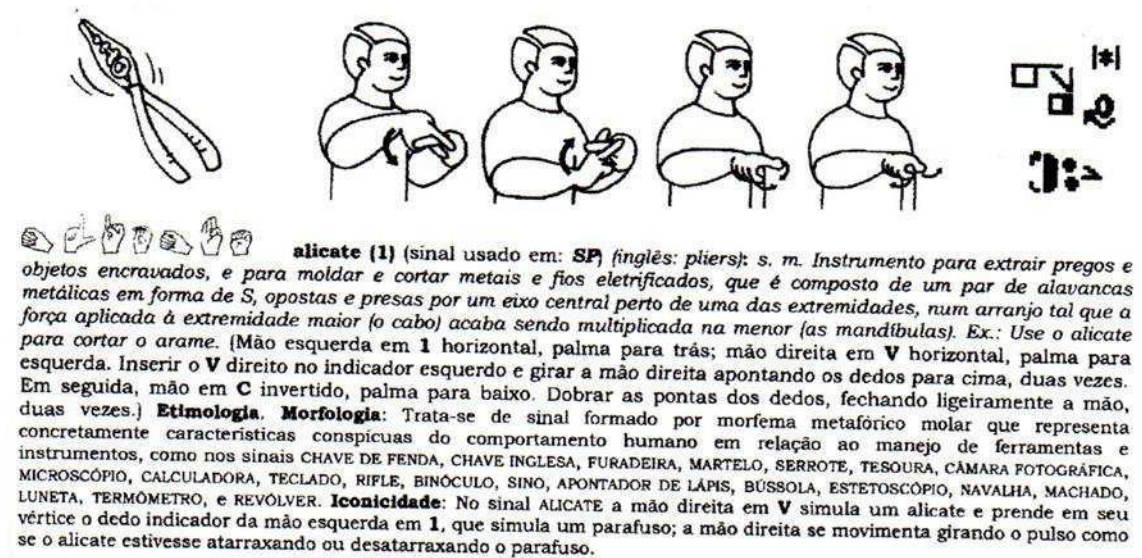 alicate (1) (sinal usado em: SP) (inglês: pliers): s. m. Instrumento para extrair pregos e
objetos encravados, e para moldar e cortar metais e fios eletrificados, que é composto de um par de alavancas
metálicas em forma de S, opostas e presas por um eixo central perto de uma das extremidades, num arranjo tal que a
força aplicada à extremidade maior (o cabo) acaba sendo multiplicada na menor (as mandíbulas). Ex.: Use o alicate
para cortar o arame. (Mão esquerda em 1 horizontal, palma para trás; mão direita em V horizontal, palma para
esquerda. Inserir o V direito no indicador esquerdo e girar a mão direita apontando os dedos para cima, duas vezes.
Em seguida, mão em C invertido, palma para baixo. Dobrar as pontas dos dedos, fechando ligeiramente a mão,
duas vezes.) Etimologia. Morfologia: Trata-se de sinal formado por morfema metafórico molar que representa
concretamente características conspícuas do comportamento humano em relação ao manejo de ferramentas e
instrumentos, como nos sinais CHAVE DE FENDA, CHAVE INGLESA, FURADEIRA, MARTELO, SERROTE, TESOURA, CÂMARA FOTOGRÁFICA,
MICROSCÓPIO, CALCULADORA, TECLADO, RIFLE, BINÓCULO, SINO, APONTADOR DE LÁPIS, BÚSSOLA, ESTETOSCÓPIO, NAVALHA, MACHADO,
LUNETA, TERMÔMETRO, e REVÓLVER. Iconicidade: No sinal ALICATE a mão direita em V simula um alicate e prende em seu
vértice o dedo indicador da mão esquerda em 1, que simula um parafuso; a mão direita se movimenta girando o pulso como
se o alicate estivesse atarraxando ou desatarraxando o parafuso.